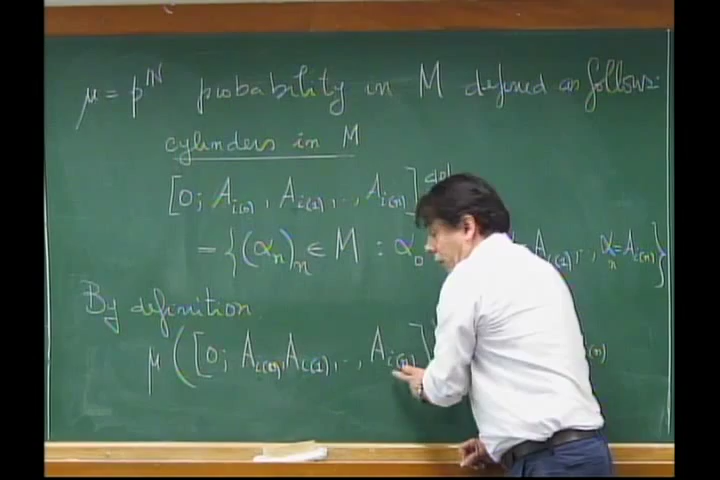 μ = p^ℕ probability in M defined as follows:
cylinders in M
[0; A_{i(0)}, A_{i(1)}, .., A_{i(n)}] def
= {(α_n)_n ∈ M : α_0 A_{i(1)}, .., α_n = A_{i(n)}}
By definition.
μ([0; A_{i(0)}, A_{i(1)}, .., A_{i(n)}] (n)